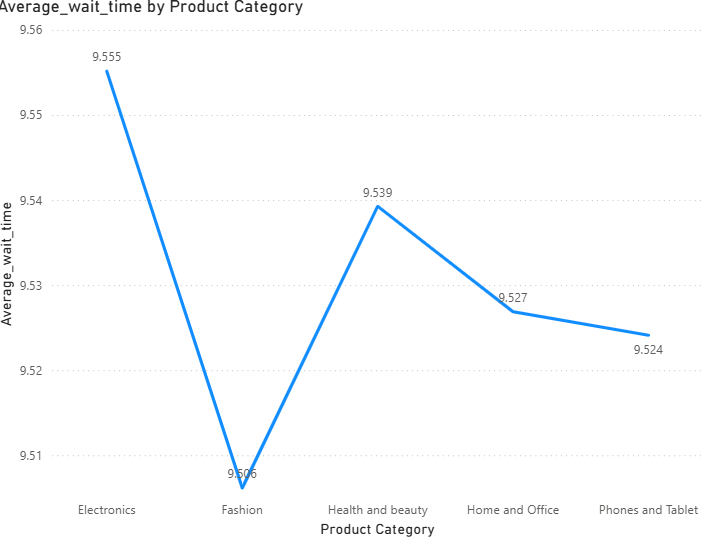 Average_wait_time by Product Category
9.56
9.55
9.54
9.53
9.52
9.51
Average_wait_time
9.555
9.506
9.539
9.527
9.524
Electronics
Fashion
Health and beauty
Home and Office
Phones and Tablet
Product Category